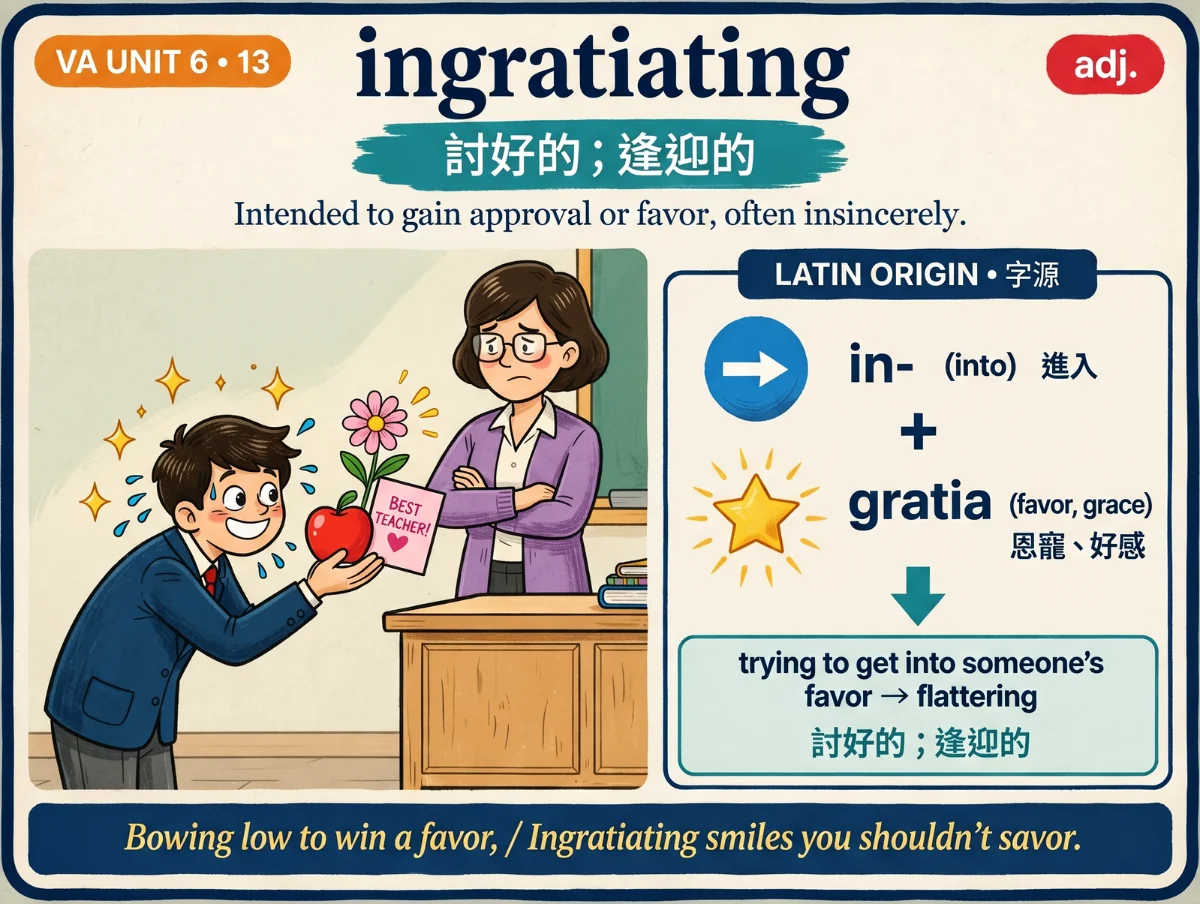 VA UNIT 6 • 13
ingratiating
adj.
討好的；逢迎的
Intended to gain approval or favor, often insincerely.
BEST
TEACHER!
LATIN ORIGIN • 字源
in- (into) 進入
+
gratia (favor, grace)
恩寵、好感
trying to get into someone's
favor → flattering
討好的；逢迎的
Bowing low to win a favor, / Ingratiating smiles you shouldn't savor.